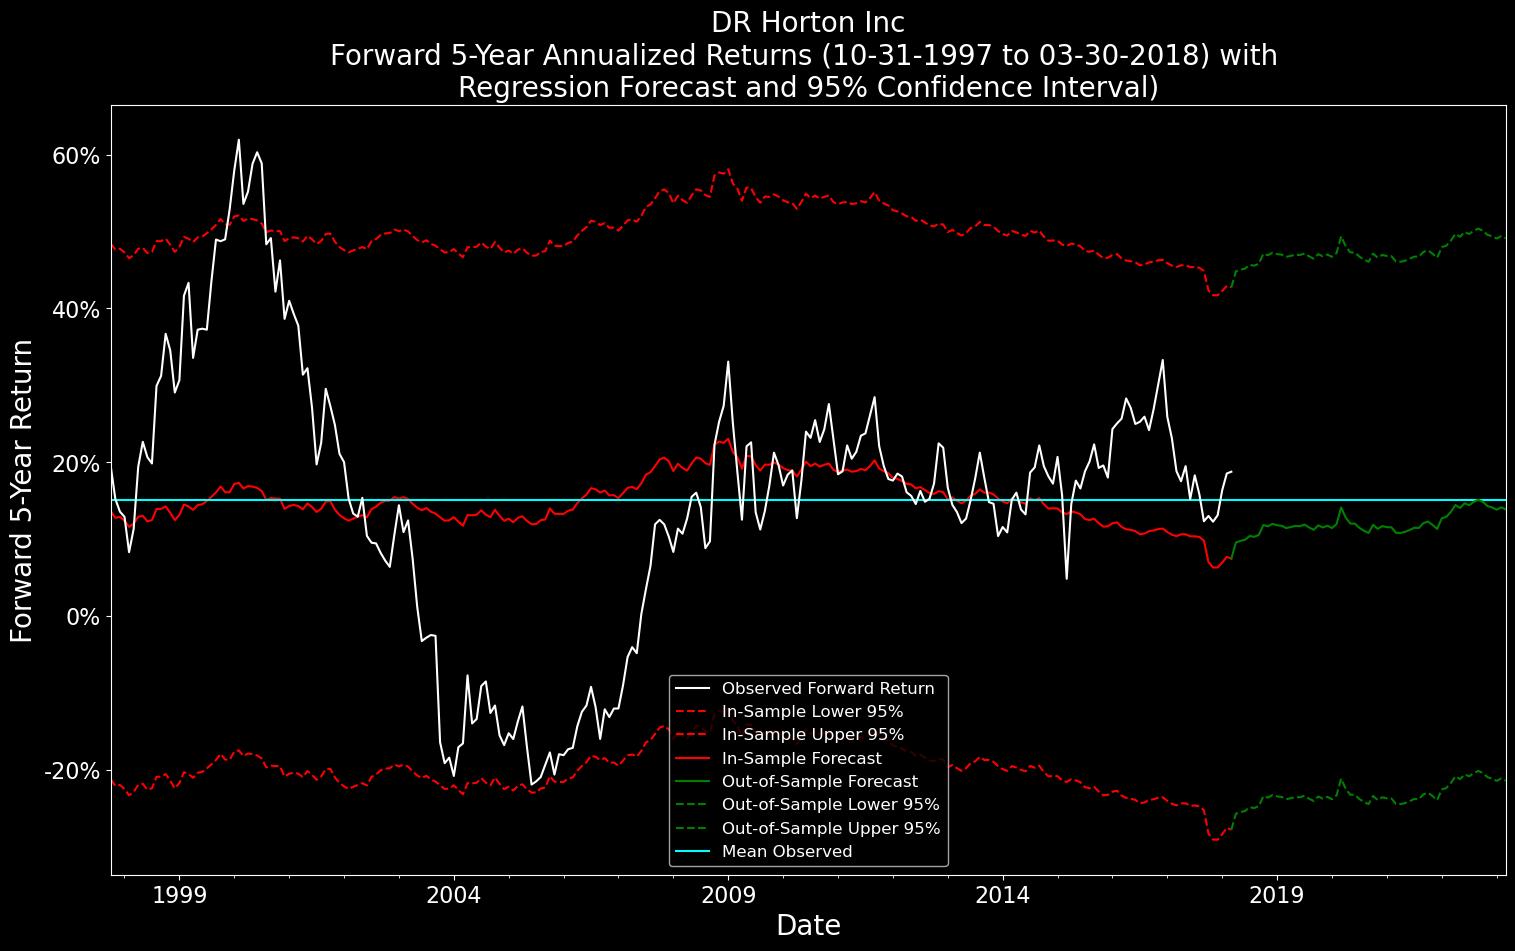 DR Horton Inc
Forward 5-Year Annualized Returns (10-31-1997 to 03-30-2018) with
Regression Forecast and 95% Confidence Interval)
Forward 5-Year Return
60%
40%
20%
0%
-20%
Observed Forward Return
In-Sample Lower 95%
In-Sample Upper 95%
In-Sample Forecast
Out-of-Sample Forecast
Out-of-Sample Lower 95%
Out-of-Sample Upper 95%
Mean Observed
1999 2004 2009 2014 2019
Date